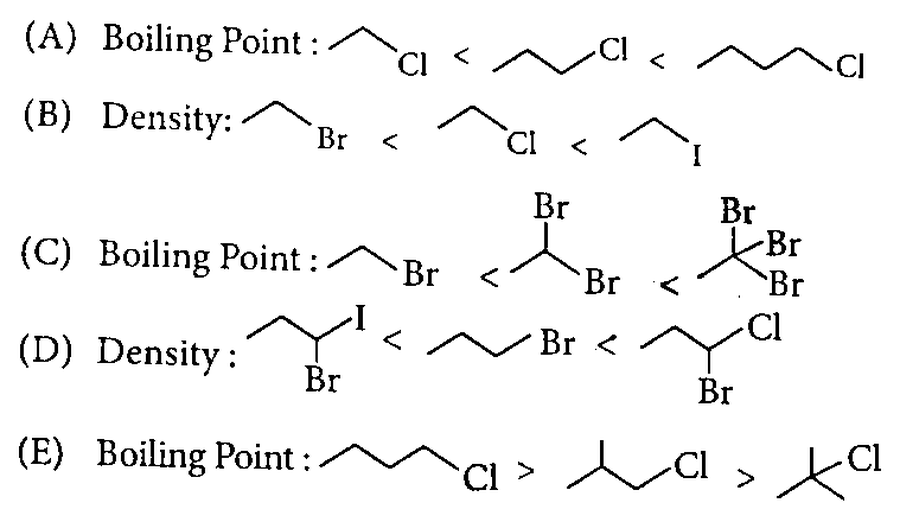 (A) Boiling Point : Cl < Cl < Cl
(B) Density: Br < Cl < I
Br Br
(C) Boiling Point : Br < Br < Br Br
(D) Density : I < Br < Cl
Br Br
(E) Boiling Point : Cl > Cl > Cl